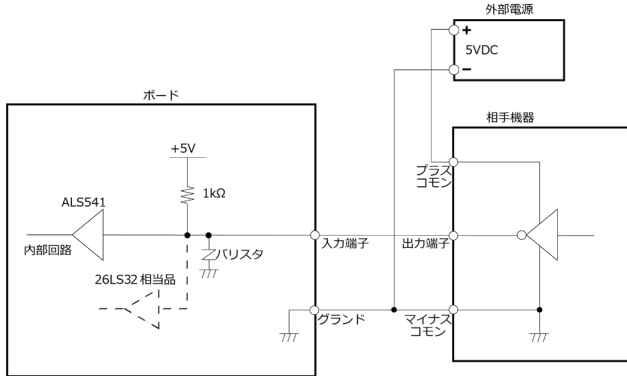 外部電源
+
5VDC
−
ボード
相手機器
+5V
プラス
コモン
1kΩ
ALS541
入力端子
出力端子
内部回路
バリスタ
26LS32 相当品
グランド
マイナス
コモン